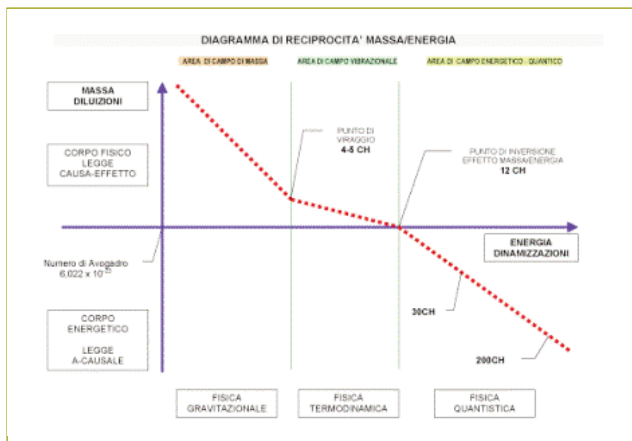 DIAGRAMMA DI RECIPROCITA' MASSA/ENERGIA
AREA DI CAMPO DI MASSA
AREA DI CAMPO VIBRAZIONALE
AREA DI CAMPO ENERGETICO - QUANTICO
MASSA
DILUIZIONI
PUNTO DI
VIRAGGIO
4-5 CH
CORPO FISICO
LEGGE
CAUSA-EFFETTO
PUNTO DI INVERSIONE
EFFETTO MASSA/ENERGIA
12 CH
ENERGIA
DINAMIZZAZIONI
Numero di Avogadro
6,022 x 10⁻²³
30CH
200CH
CORPO
ENERGETICO
LEGGE
A-CAUSALE
FISICA
GRAVITAZIONALE
FISICA
TERMODINAMICA
FISICA
QUANTISTICA